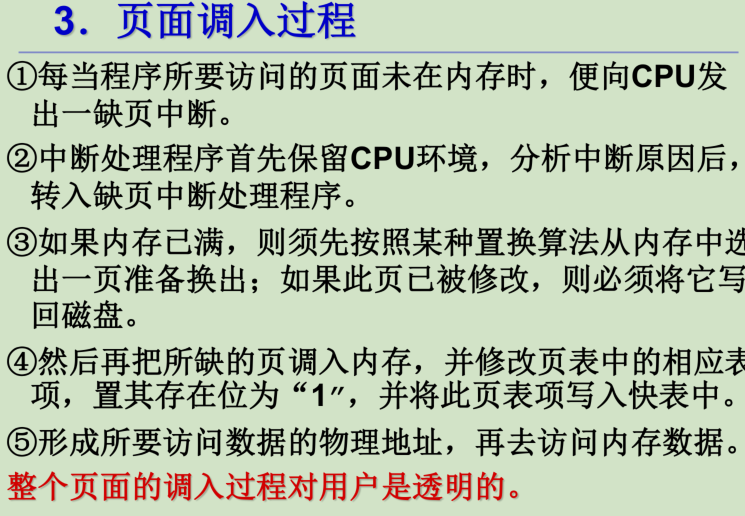 3．页面调入过程
①每当程序所要访问的页面未在内存时，便向CPU发
出一缺页中断。
②中断处理程序首先保留CPU环境，分析中断原因后，
转入缺页中断处理程序。
③如果内存已满，则须先按照某种置换算法从内存中选
出一页准备换出；如果此页已被修改，则必须将它写
回磁盘。
④然后再把所缺的页调入内存，并修改页表中的相应表
项，置其存在位为“1″，并将此页表项写入快表中。
⑤形成所要访问数据的物理地址，再去访问内存数据。
整个页面的调入过程对用户是透明的。